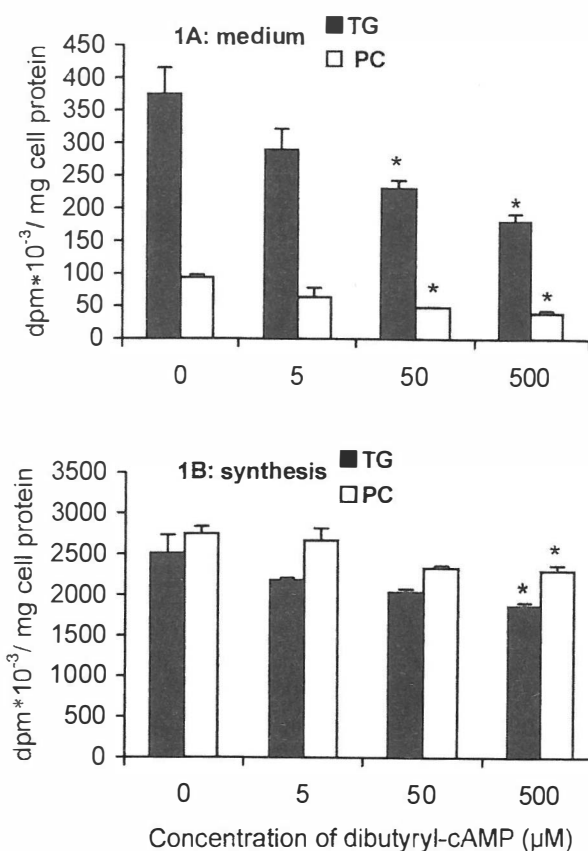 1A: medium
TG
PC
dpm*10⁻³/ mg cell protein
450
400
350
300
250
200
150
100
50
0
* * * *
0 5 50 500
1B: synthesis
TG
PC
dpm*10⁻³/ mg cell protein
3500
3000
2500
2000
1500
1000
500
0
* *
0 5 50 500
Concentration of dibutyryl-cAMP (µM)